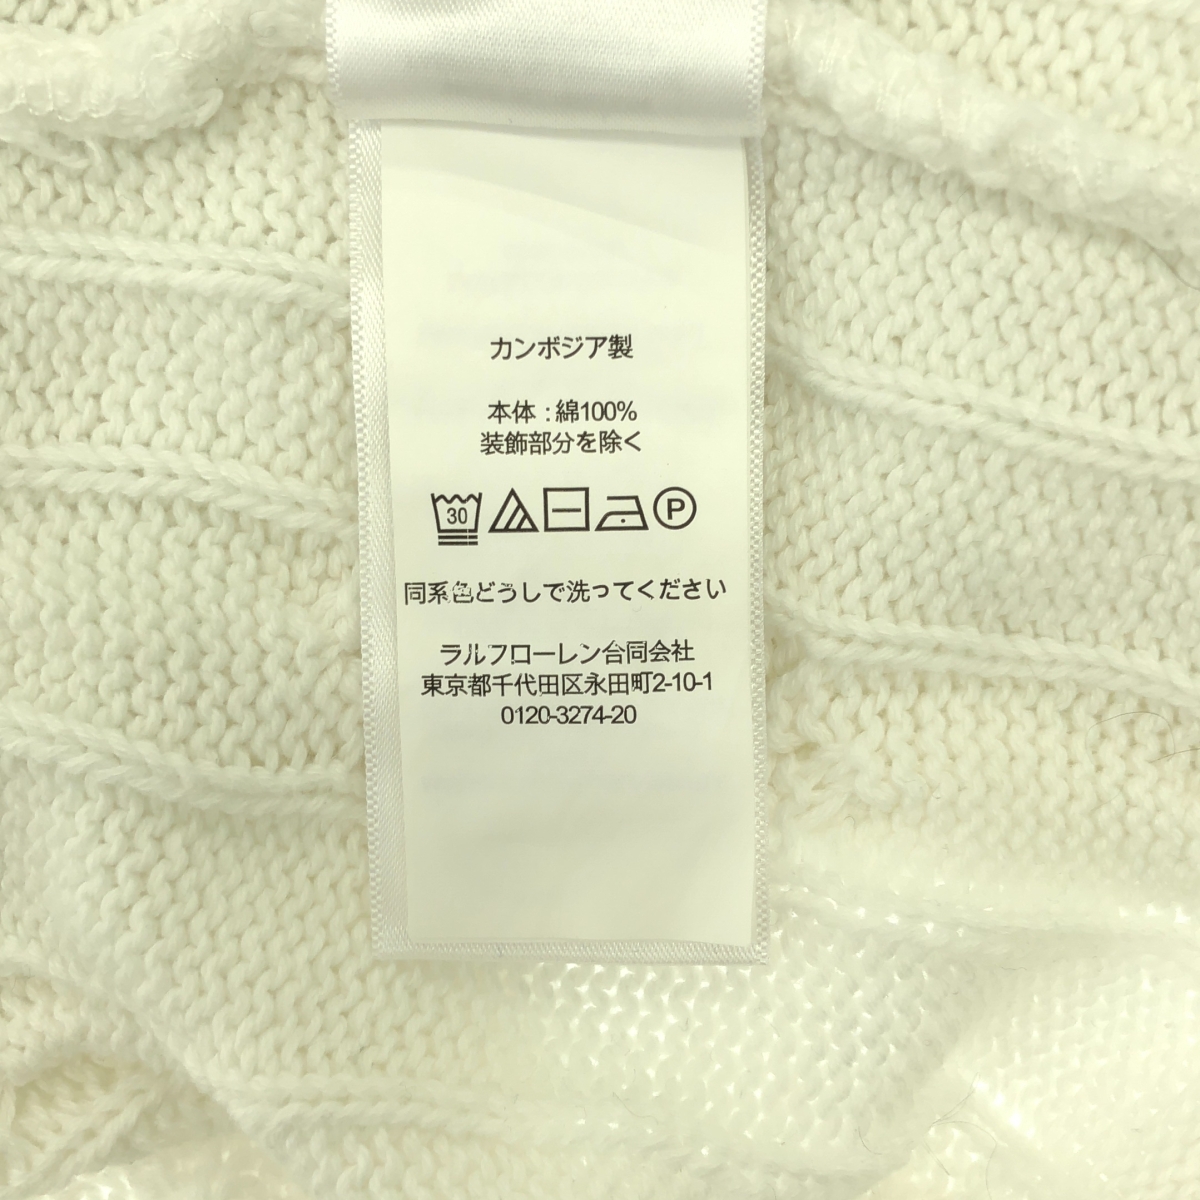 カンボジア製
本体 : 綿100%
装飾部分を除く
30 P
同系色どうしで洗ってください
ラルフローレン合同会社
東京都千代田区永田町2-10-1
0120-3274-20